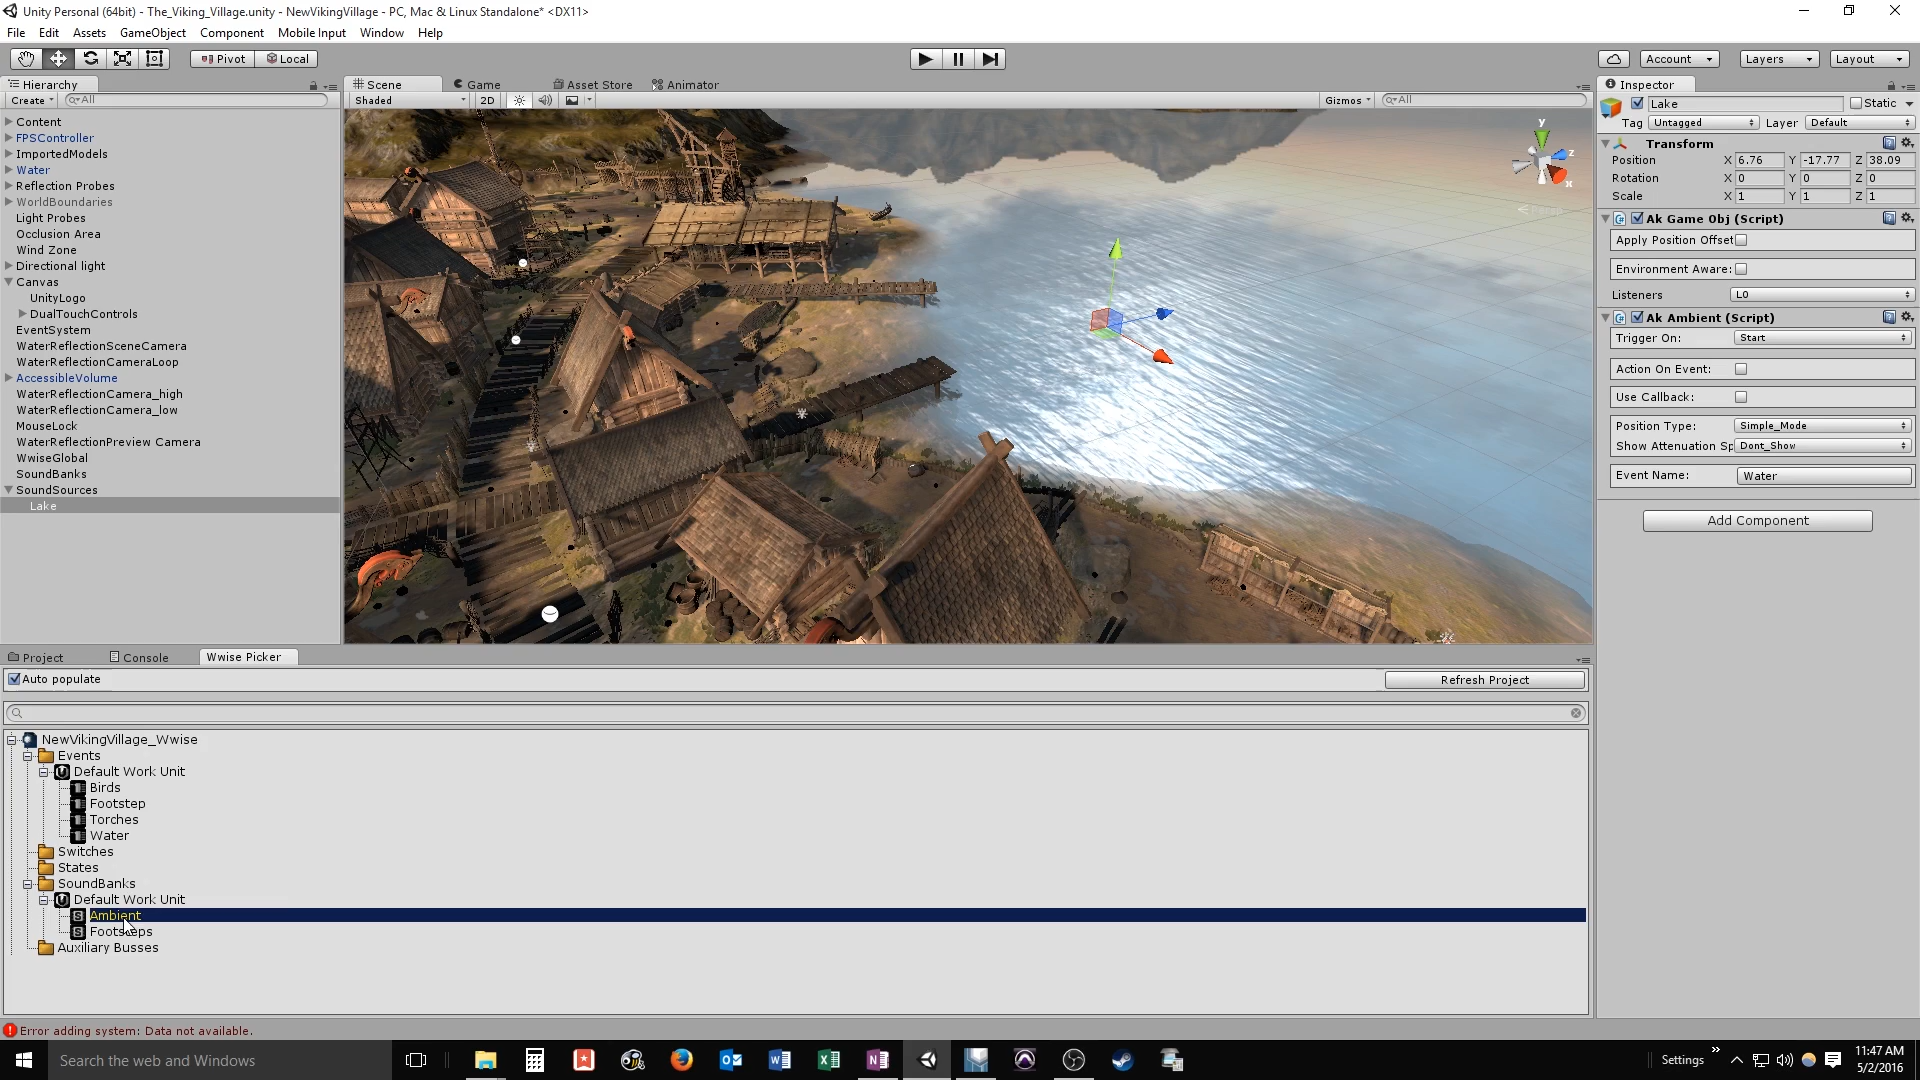 Unity Personal (64bit) - The_Viking_Village.unity - NewVikingVillage - PC, Mac & Linux Standalone* <DX11>
File Edit Assets GameObject Component Mobile Input Window Help
Pivot Local Account Layers Layout
Hierarchy
Create All
Content
FPSController
ImportedModels
Water
Reflection Probes
WorldBoundaries
Light Probes
Occlusion Area
Wind Zone
Directional light
Canvas
UnityLogo
DualTouchControls
EventSystem
WaterReflectionSceneCamera
WaterReflectionCameraLoop
AccessibleVolume
WaterReflectionCamera_high
WaterReflectionCamera_low
MouseLock
WaterReflectionPreview Camera
WwiseGlobal
SoundBanks
SoundSources
Lake
Scene Game Asset Store Animator
Shaded 2D Gizmos All
y
z
x
Persp
Inspector
Lake Static
Tag Untagged Layer Default
Transform
Position X 6.76 Y -17.77 Z 38.09
Rotation X 0 Y 0 Z 0
Scale X 1 Y 1 Z 1
Ak Game Obj (Script)
Apply Position Offset
Environment Aware:
Listeners L0
Ak Ambient (Script)
Trigger On: Start
Action On Event:
Use Callback:
Position Type: Simple_Mode
Show Attenuation Sp Dont_Show
Event Name: Water
Add Component
Project Console Wwise Picker
Auto populate Refresh Project
NewVikingVillage_Wwise
Events
Default Work Unit
Birds
Footstep
Torches
Water
Switches
States
SoundBanks
Default Work Unit
Ambient
Footsteps
Auxiliary Busses
Error adding system: Data not available.
Search the web and Windows
Settings
11:47 AM
5/2/2016